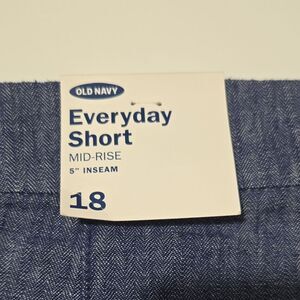 OLD NAVY
Everyday
Short
MID-RISE
5" INSEAM
18